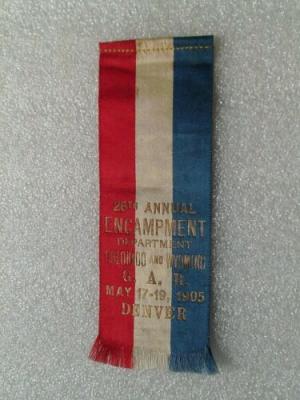 26TH ANNUAL
ENCAMPMENT
DEPARTMENT
COLORADO AND WYOMING
G. A. R.
MAY 17-19, 1905
DENVER